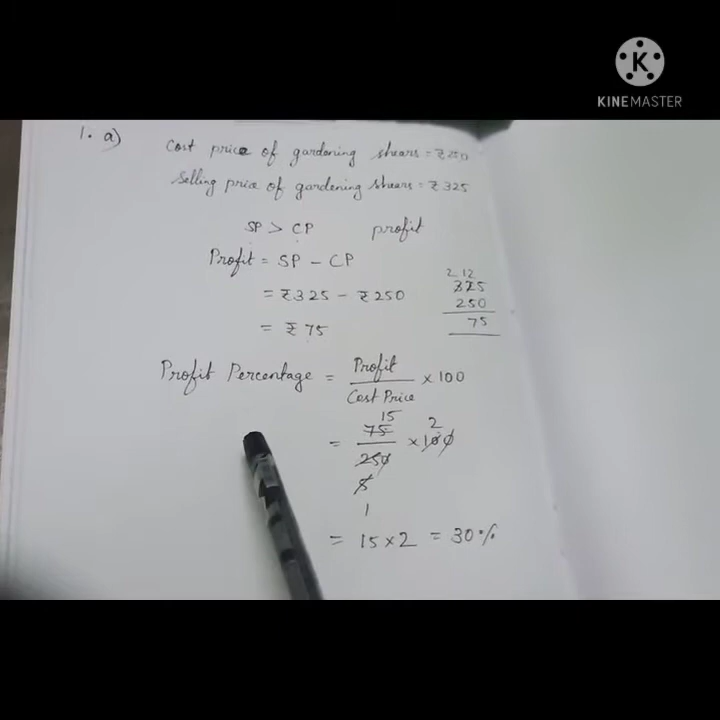 KINEMASTER
1. a)
Cost price of gardening shears = ₹250
Selling price of gardening shears = ₹325
SP > CP profit
Profit = SP - CP
= ₹325 - ₹250
= ₹75
2 12
325
250
75
Profit Percentage = Profit / Cost Price × 100
15 2
= 75 / 250 × 100
5
1
= 15 × 2 = 30%